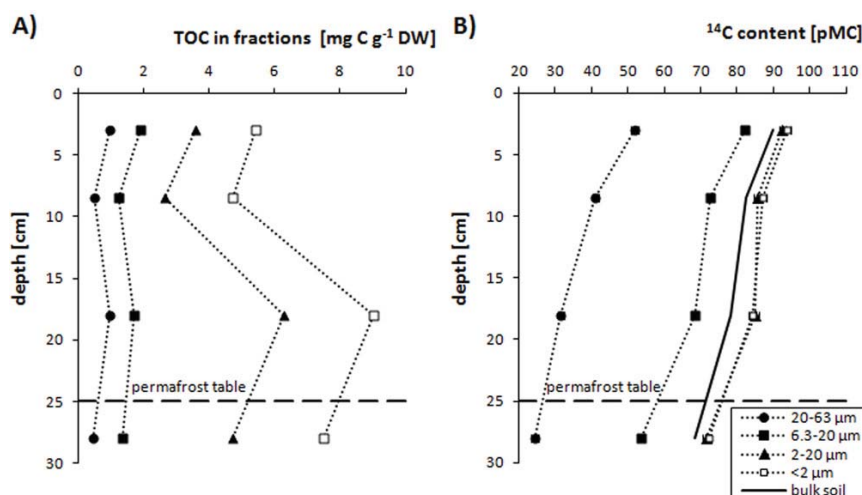 A)
TOC in fractions [mg C g⁻¹ DW]
0 2 4 6 8 10
0
5
10
15
20
25
30
depth [cm]
permafrost table
B)
¹⁴C content [pMC]
20 30 40 50 60 70 80 90 100 110
0
5
10
15
20
25
30
depth [cm]
permafrost table
20-63 µm
6.3-20 µm
2-20 µm
<2 µm
bulk soil